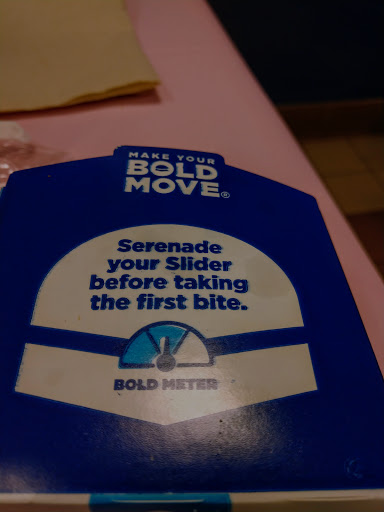 MAKE YOUR
BOLD
MOVE®
Serenade
your Slider
before taking
the first bite.
BOLD METER